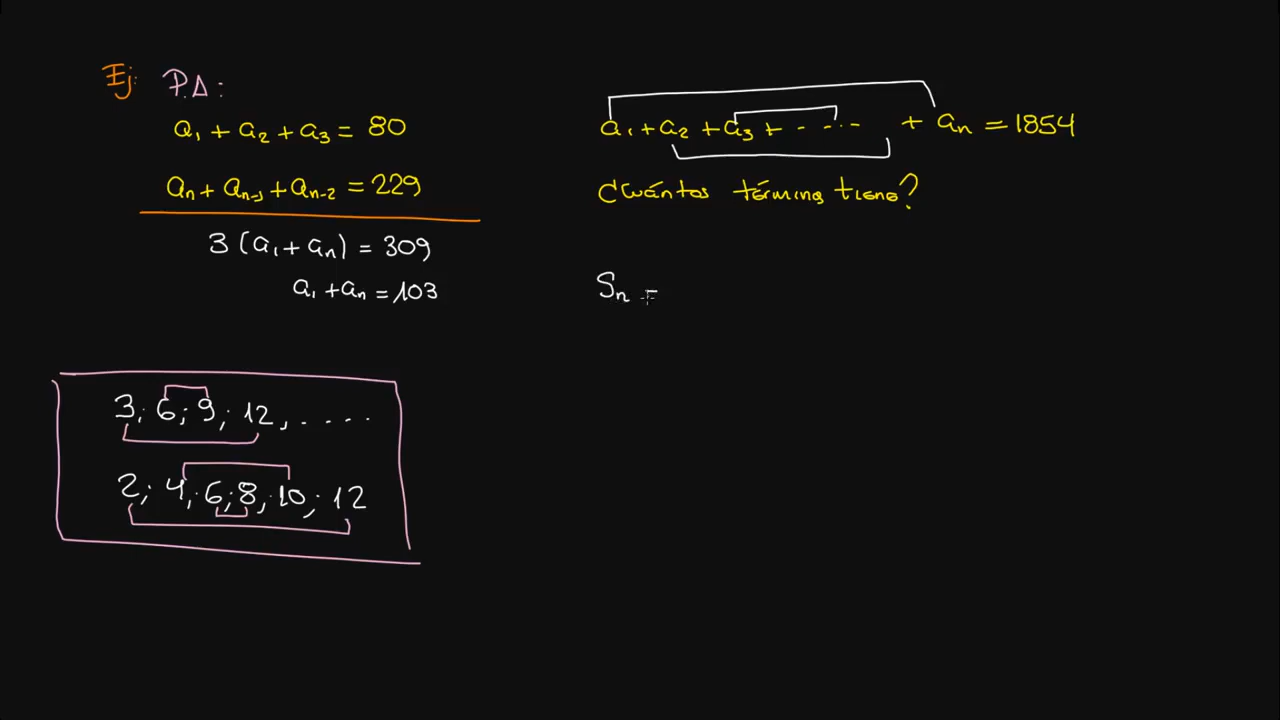 Ej: P.A:
a₁ + a₂ + a₃ = 80
aₙ + aₙ₋₁ + aₙ₋₂ = 229
3 (a₁ + aₙ) = 309
a₁ + aₙ = 103
3; 6; 9; 12, ....
2; 4; 6; 8; 10; 12
a₁ + a₂ + a₃ + ..... + aₙ = 1854
¿Cuántos términos tiene?
Sₙ =